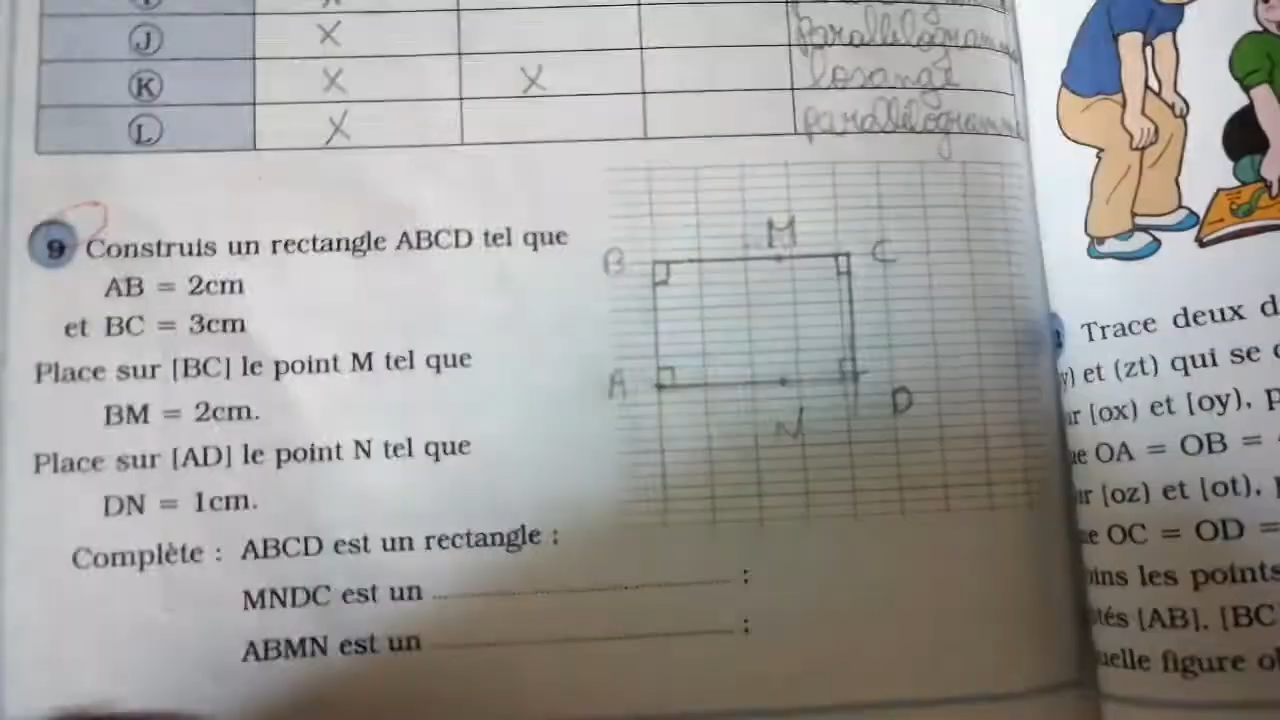 J X parallélogramme
K X X losange
L X parallélogramme
9 Construis un rectangle ABCD tel que
AB = 2cm
et BC = 3cm
Place sur [BC] le point M tel que
BM = 2cm.
Place sur [AD] le point N tel que
DN = 1cm.
Complète : ABCD est un rectangle :
MNDC est un :
ABMN est un :
B M C
A N D
Trace deux
et (zt) qui se
[ox) et [oy),
OA = OB =
[oz) et [ot),
OC = OD =
les points
[AB], [BC